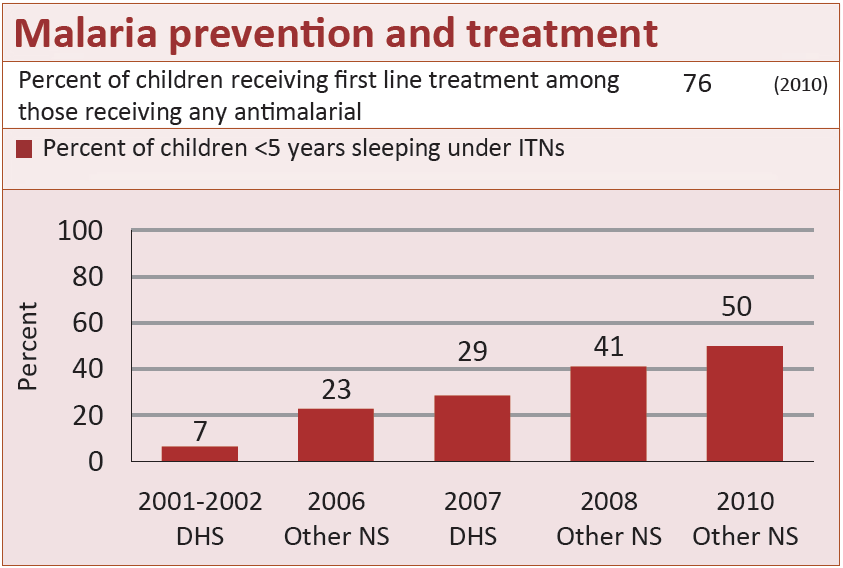 Malaria prevention and treatment
Percent of children receiving first line treatment among 76 (2010)
those receiving any antimalarial
Percent of children <5 years sleeping under ITNs
Percent
100
80
60
40
20
0
7
23
29
41
50
2001-2002 2006 2007 2008 2010
DHS Other NS DHS Other NS Other NS